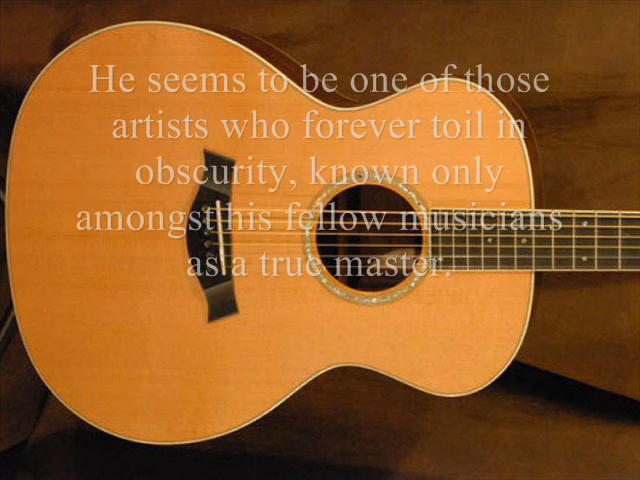 He seems to be one of those
artists who forever toil in
obscurity, known only
amongst his fellow musicians
as a true master.